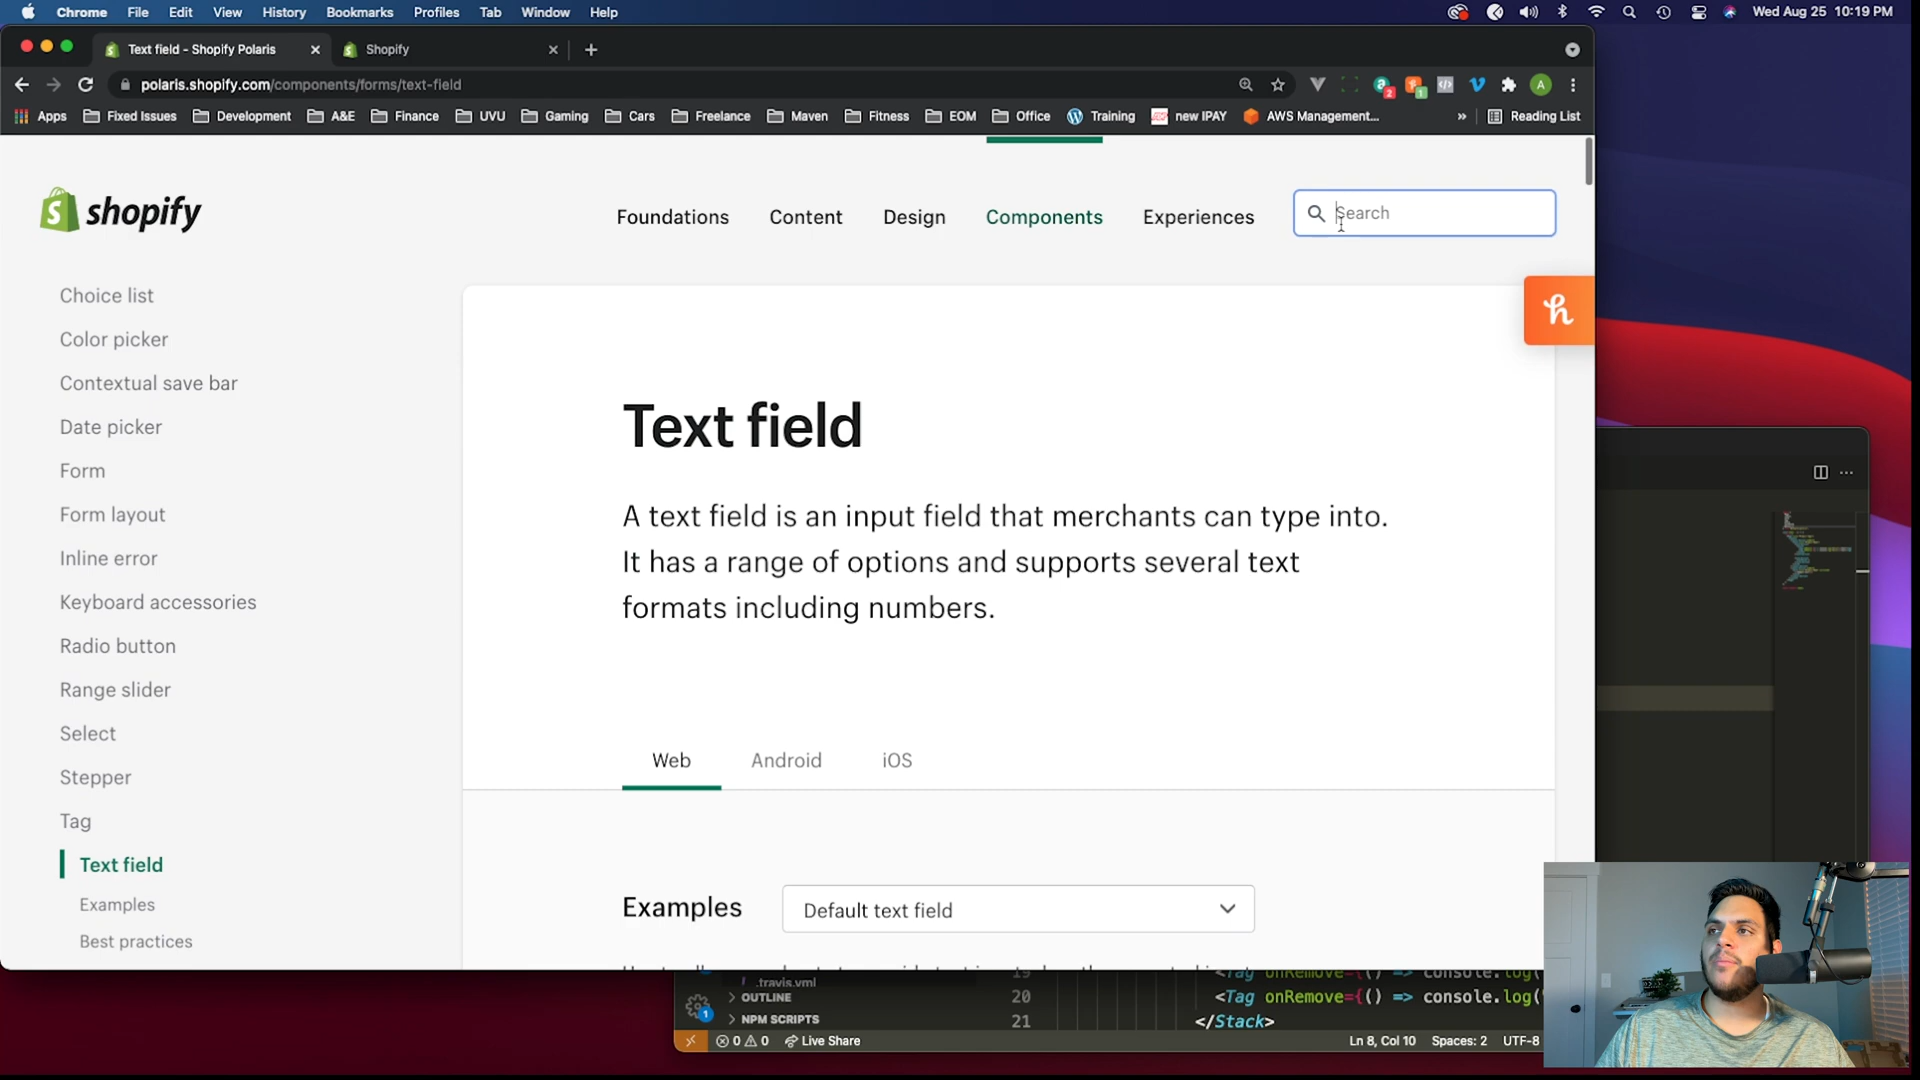 Chrome File Edit View History Bookmarks Profiles Tab Window Help Wed Aug 25 10:19 PM
Text field - Shopify Polaris Shopify
polaris.shopify.com/components/forms/text-field
Apps Fixed Issues Development A&E Finance UVU Gaming Cars Freelance Maven Fitness EOM Office Training new IPAY AWS Management... » Reading List
shopify
Foundations Content Design Components Experiences Search
Choice list
Color picker
Contextual save bar
Date picker
Form
Form layout
Inline error
Keyboard accessories
Radio button
Range slider
Select
Stepper
Tag
Text field
Examples
Best practices
Text field
A text field is an input field that merchants can type into.
It has a range of options and supports several text
formats including numbers.
Web Android iOS
Examples Default text field
.travis.yml
OUTLINE
NPM SCRIPTS
19 <Tag onRemove={() => console.log(
20 <Tag onRemove={() => console.log(
21 </Stack>
0 0 Live Share Ln 8, Col 10 Spaces: 2 UTF-8